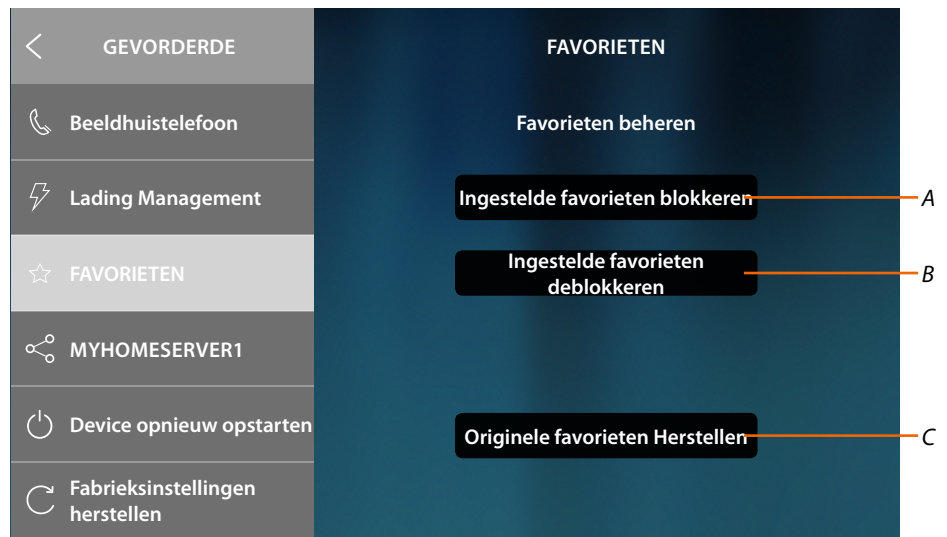 GEVORDERDE
Beeldhuistelefoon
Lading Management
FAVORIETEN
MYHOMESERVER1
Device opnieuw opstarten
Fabrieksinstellingen
herstellen
FAVORIETEN
Favorieten beheren
Ingestelde favorieten blokkeren
A
Ingestelde favorieten
deblokkeren
B
Originele favorieten Herstellen
C